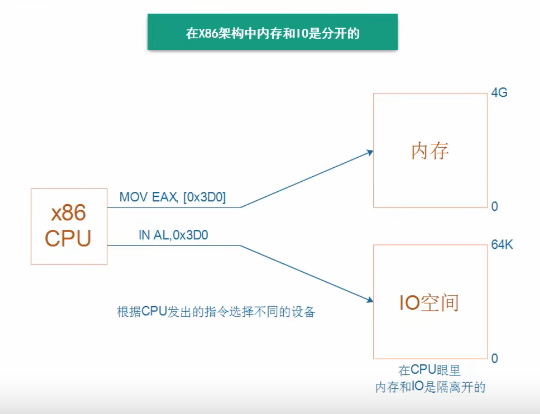 在X86架构中内存和IO是分开的
4G
内存
MOV EAX, [0x3D0]
0
x86
CPU
IN AL,0x3D0
64K
IO空间
根据CPU发出的指令选择不同的设备
0
在CPU眼里
内存和IO是隔离开的